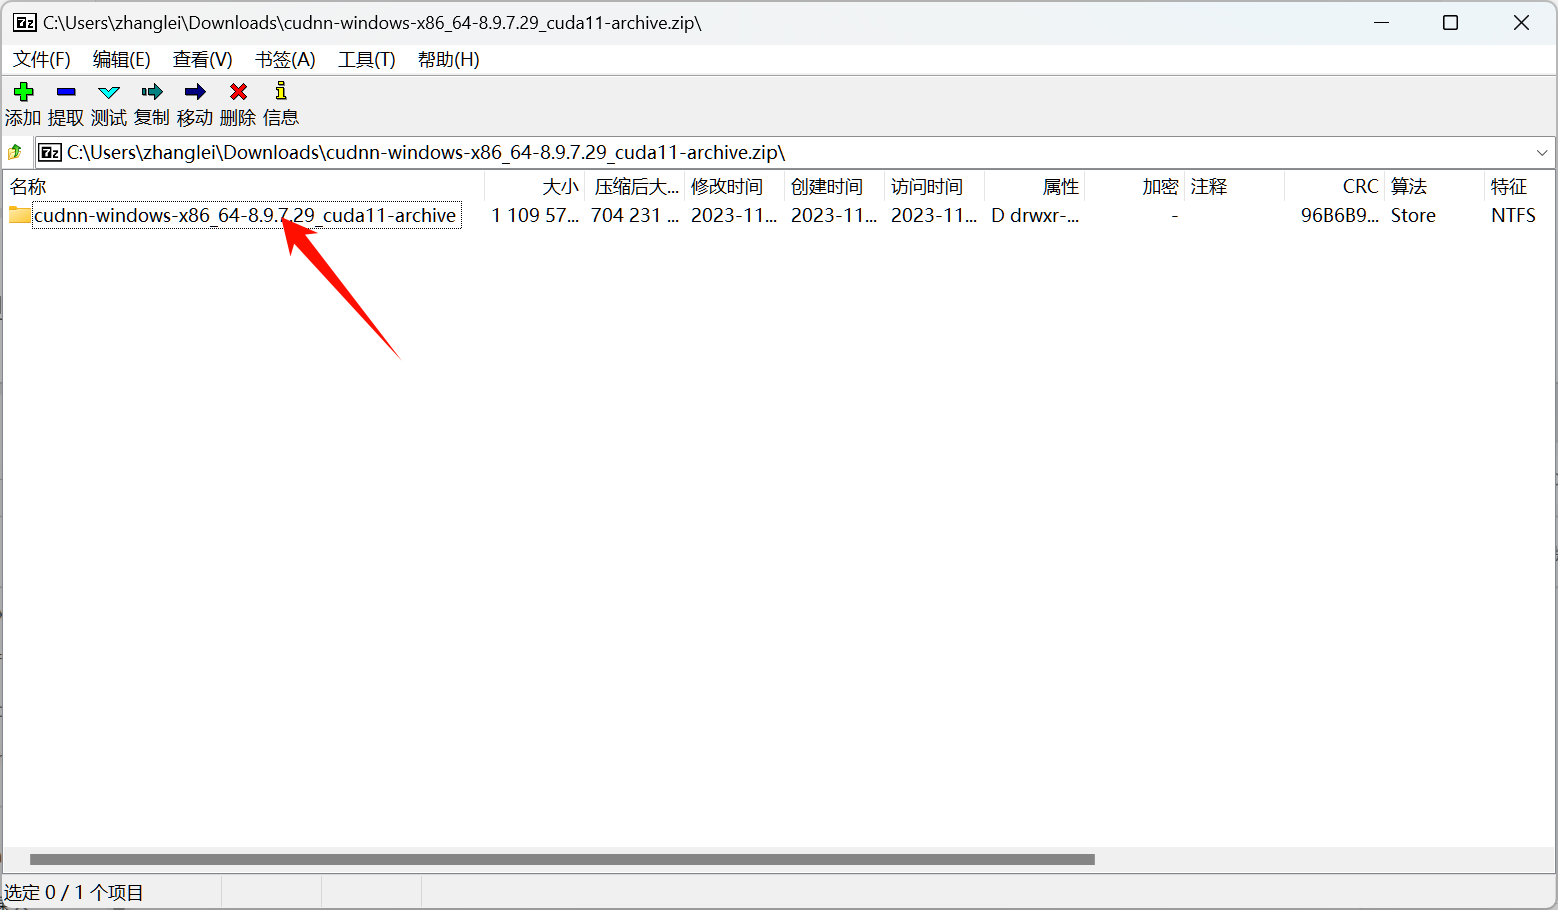 C:\Users\zhanglei\Downloads\cudnn-windows-x86_64-8.9.7.29_cuda11-archive.zip\
文件(F) 编辑(E) 查看(V) 书签(A) 工具(T) 帮助(H)
添加 提取 测试 复制 移动 删除 信息
C:\Users\zhanglei\Downloads\cudnn-windows-x86_64-8.9.7.29_cuda11-archive.zip\
名称 大小 压缩后大... 修改时间 创建时间 访问时间 属性 加密 注释 CRC 算法 特征
cudnn-windows-x86_64-8.9.7.29_cuda11-archive 1 109 57... 704 231 ... 2023-11... 2023-11... 2023-11... D drwxr-... - 96B6B9... Store NTFS
选定 0 / 1 个项目